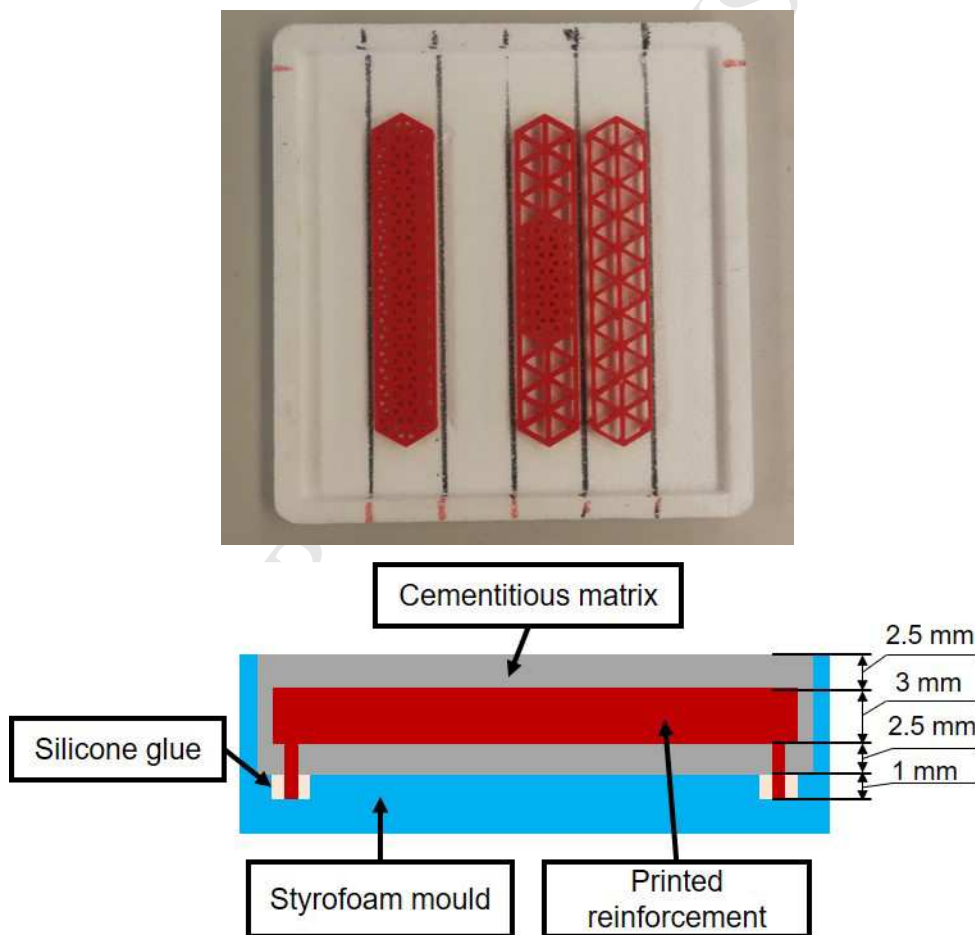 Cementitious matrix
2.5 mm
3 mm
2.5 mm
1 mm
Silicone glue
Styrofoam mould
Printed
reinforcement